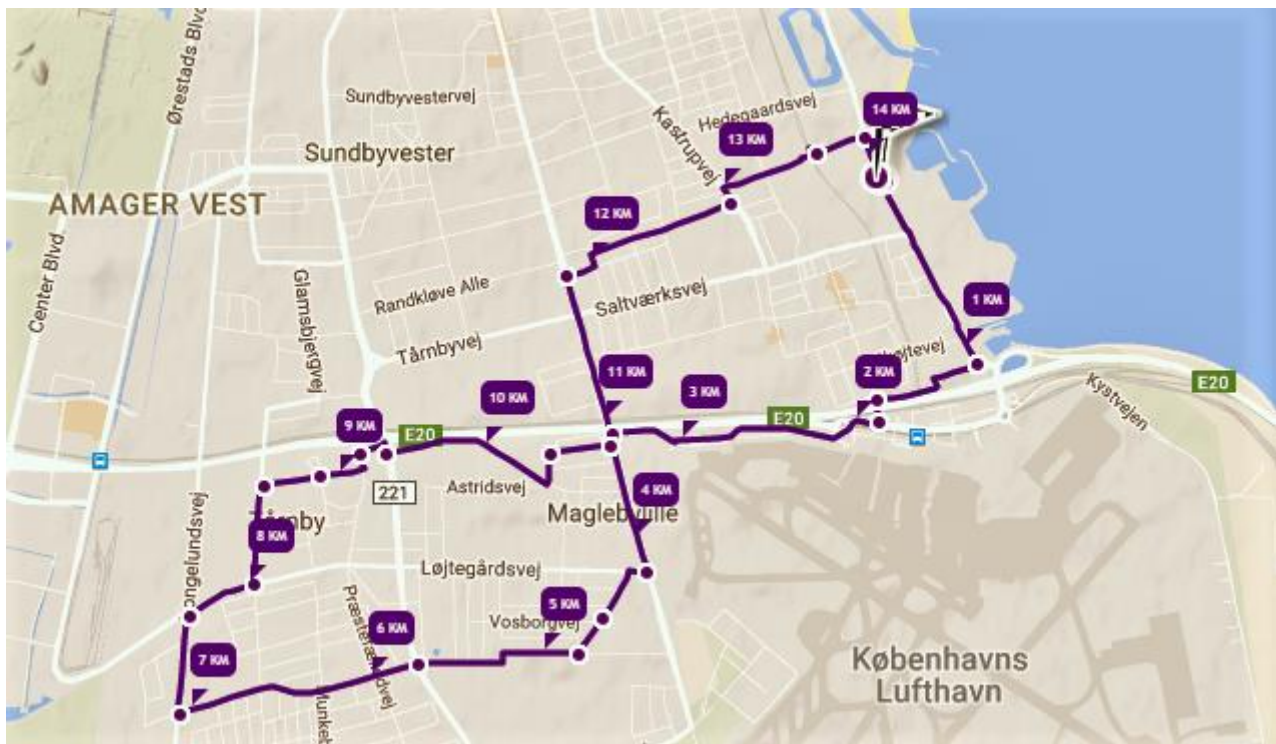 Ørestads Blvd
Sundbyvestervej
Hedegaardsvej
14 KM
Kastrupvej
13 KM
Sundbyvester
AMAGER VEST
12 KM
Center Blvd
Glamsbjergvej
Randkløve Alle
Saltværksvej
1 KM
Tårnbyvej
2 KM
E20
Kystvejen
11 KM
3 KM
10 KM
E20
9 KM
E20
221
Astridsvej
4 KM
Maglebylille
8 KM
Løjtegårdsvej
5 KM
Vosborgvej
6 KM
7 KM
Københavns
Lufthavn